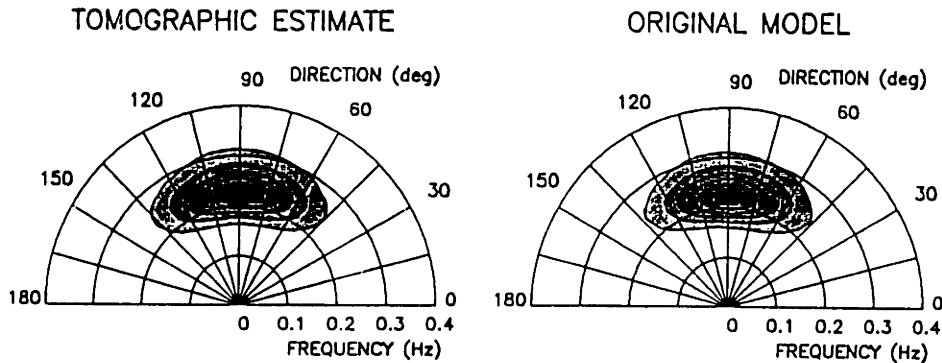 TOMOGRAPHIC ESTIMATE
90 DIRECTION (deg)
120 60
150 30
180 0
0 0.1 0.2 0.3 0.4
FREQUENCY (Hz)
ORIGINAL MODEL
90 DIRECTION (deg)
120 60
150 30
180 0
0 0.1 0.2 0.3 0.4
FREQUENCY (Hz)